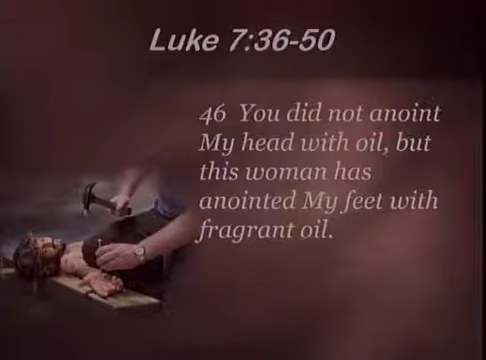 Luke 7:36-50
46 You did not anoint
My head with oil, but
this woman has
anointed My feet with
fragrant oil.